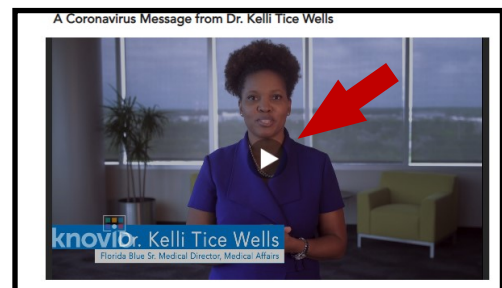 A Coronavirus Message from Dr. Kelli Tice Wells
knovio
Dr. Kelli Tice Wells
Florida Blue Sr. Medical Director, Medical Affairs